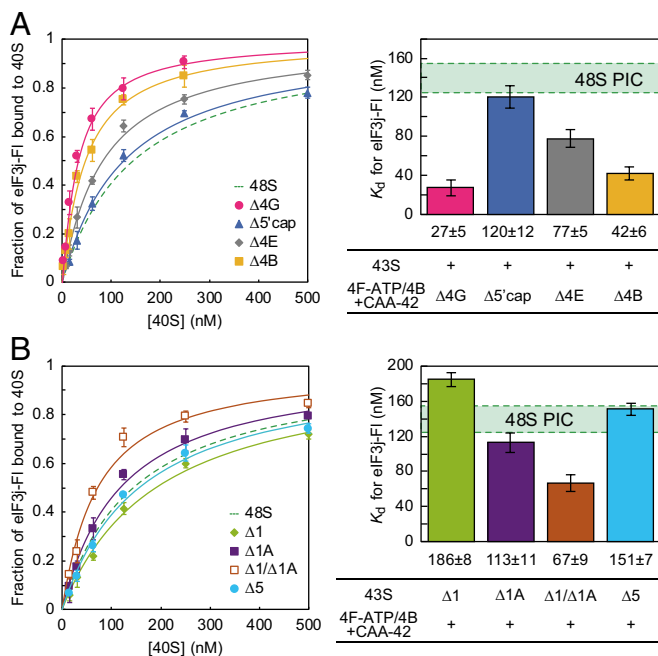 A
Fraction of eIF3j-FI bound to 40S
1
0.8
0.6
0.4
0.2
0
0 100 200 300 400 500
[40S] (nM)
48S
Δ4G
Δ5'cap
Δ4E
Δ4B
K_d for eIF3j-FI (nM)
160
120
80
40
0
48S PIC
27±5 120±12 77±5 42±6
43S + + + +
4F-ATP/4B
+CAA-42 Δ4G Δ5'cap Δ4E Δ4B
B
Fraction of eIF3j-FI bound to 40S
1
0.8
0.6
0.4
0.2
0
0 100 200 300 400 500
[40S] (nM)
48S
Δ1
Δ1A
Δ1/Δ1A
Δ5
K_d for eIF3j-FI (nM)
200
160
120
80
40
0
48S PIC
186±8 113±11 67±9 151±7
43S Δ1 Δ1A Δ1/Δ1A Δ5
4F-ATP/4B
+CAA-42 + + + +